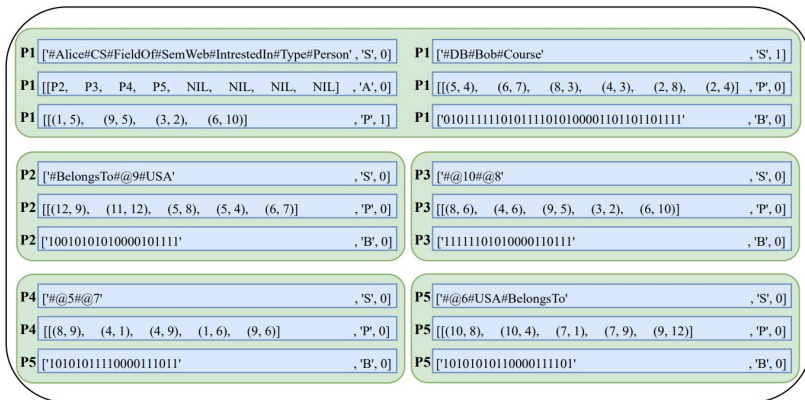 P1 ['#Alice#CS#FieldOf#SemWeb#IntrestedIn#Type#Person' , 'S', 0]
P1 ['#DB#Bob#Course' , 'S', 1]
P1 [[P2, P3, P4, P5, NIL, NIL, NIL, NIL] , 'A', 0]
P1 [[(5, 4), (6, 7), (8, 3), (4, 3), (2, 8), (2, 4)] , 'P', 0]
P1 [[(1, 5), (9, 5), (3, 2), (6, 10)] , 'P', 1]
P1 ['0101111110101111010100001101101101111' , 'B', 0]
P2 ['#BelongsTo#@9#USA' , 'S', 0]
P2 [[(12, 9), (11, 12), (5, 8), (5, 4), (6, 7)] , 'P', 0]
P2 ['10010101010000101111' , 'B', 0]
P3 ['#@10#@8' , 'S', 0]
P3 [[(8, 6), (4, 6), (9, 5), (3, 2), (6, 10)] , 'P', 0]
P3 ['11111101010000110111' , 'B', 0]
P4 ['#@5#@7' , 'S', 0]
P4 [[(8, 9), (4, 1), (4, 9), (1, 6), (9, 6)] , 'P', 0]
P5 ['10101011110000111011' , 'B', 0]
P5 ['#@6#USA#BelongsTo' , 'S', 0]
P5 [[(10, 8), (10, 4), (7, 1), (7, 9), (9, 12)] , 'P', 0]
P5 ['10101010110000111101' , 'B', 0]